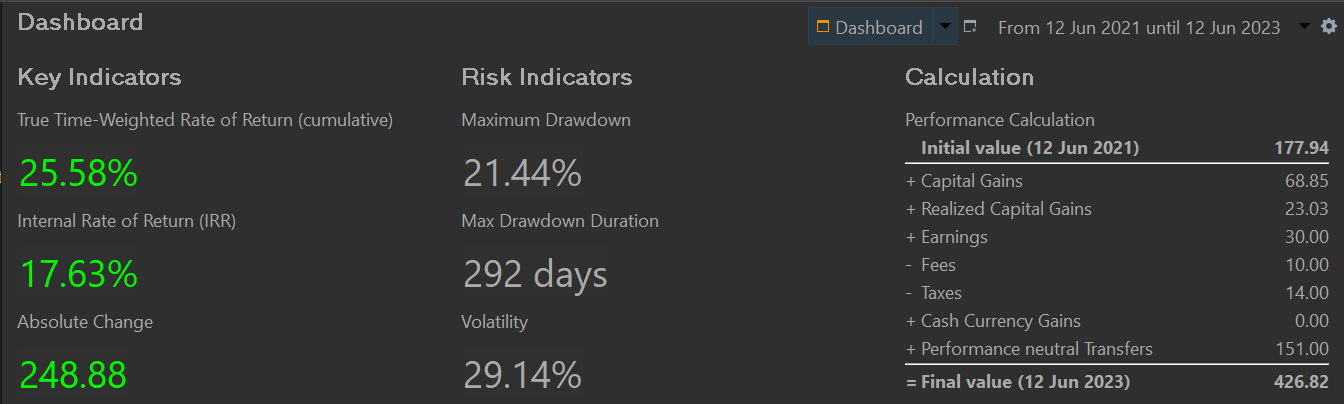 Dashboard
Dashboard From 12 Jun 2021 until 12 Jun 2023
Key Indicators
True Time-Weighted Rate of Return (cumulative)
25.58%
Internal Rate of Return (IRR)
17.63%
Absolute Change
248.88
Risk Indicators
Maximum Drawdown
21.44%
Max Drawdown Duration
292 days
Volatility
29.14%
Calculation
Performance Calculation
Initial value (12 Jun 2021) 177.94
+ Capital Gains 68.85
+ Realized Capital Gains 23.03
+ Earnings 30.00
- Fees 10.00
- Taxes 14.00
+ Cash Currency Gains 0.00
+ Performance neutral Transfers 151.00
= Final value (12 Jun 2023) 426.82